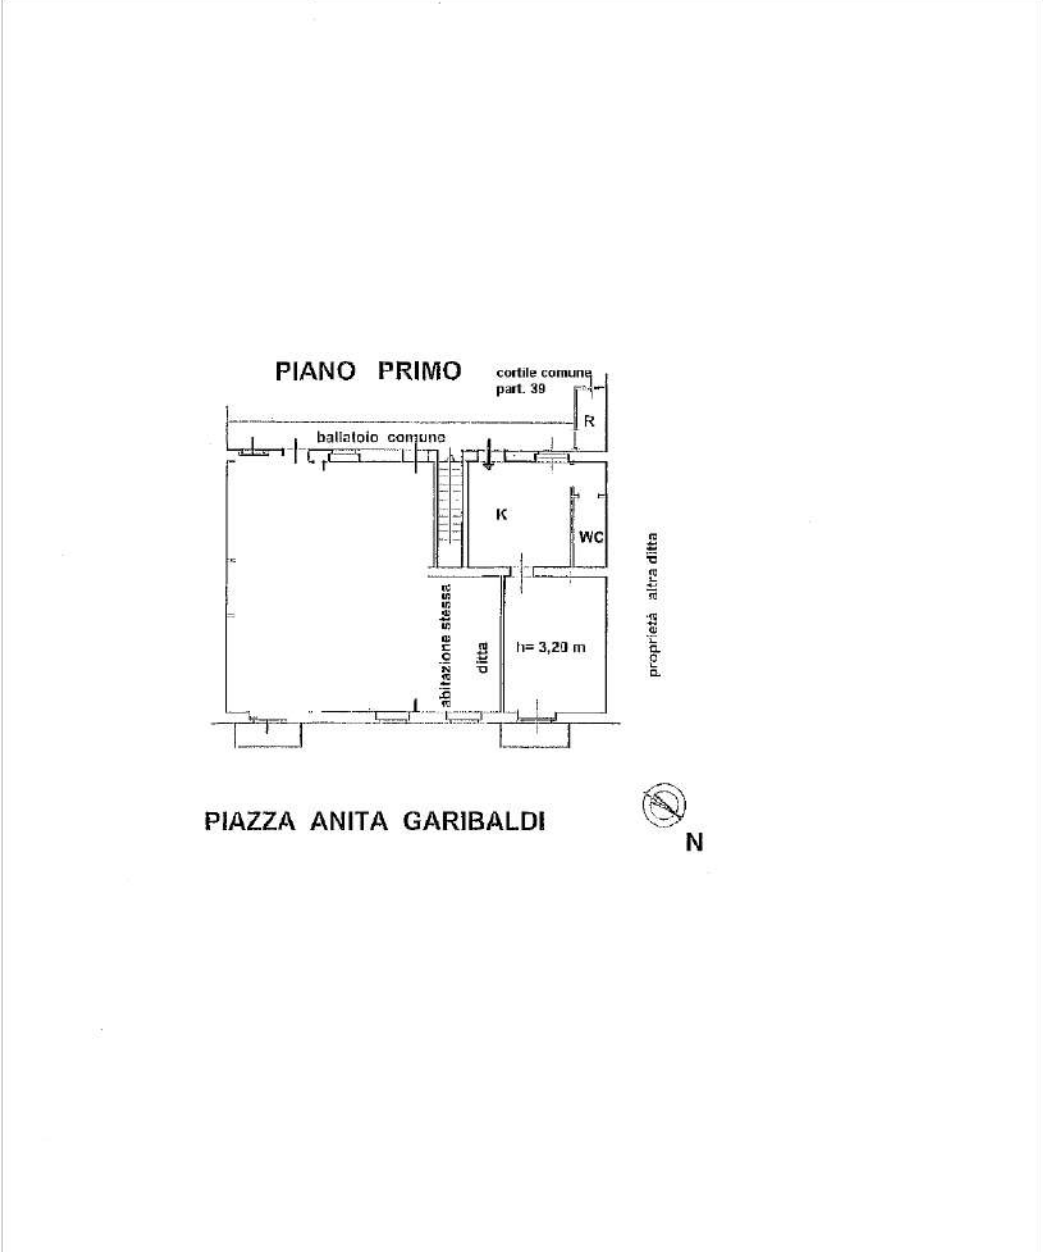 PIANO PRIMO
cortile comune
part. 39
R
ballatoio comune
K
WC
abitazione stessa
ditta
h= 3,20 m
proprietá altra ditta
PIAZZA ANITA GARIBALDI
N